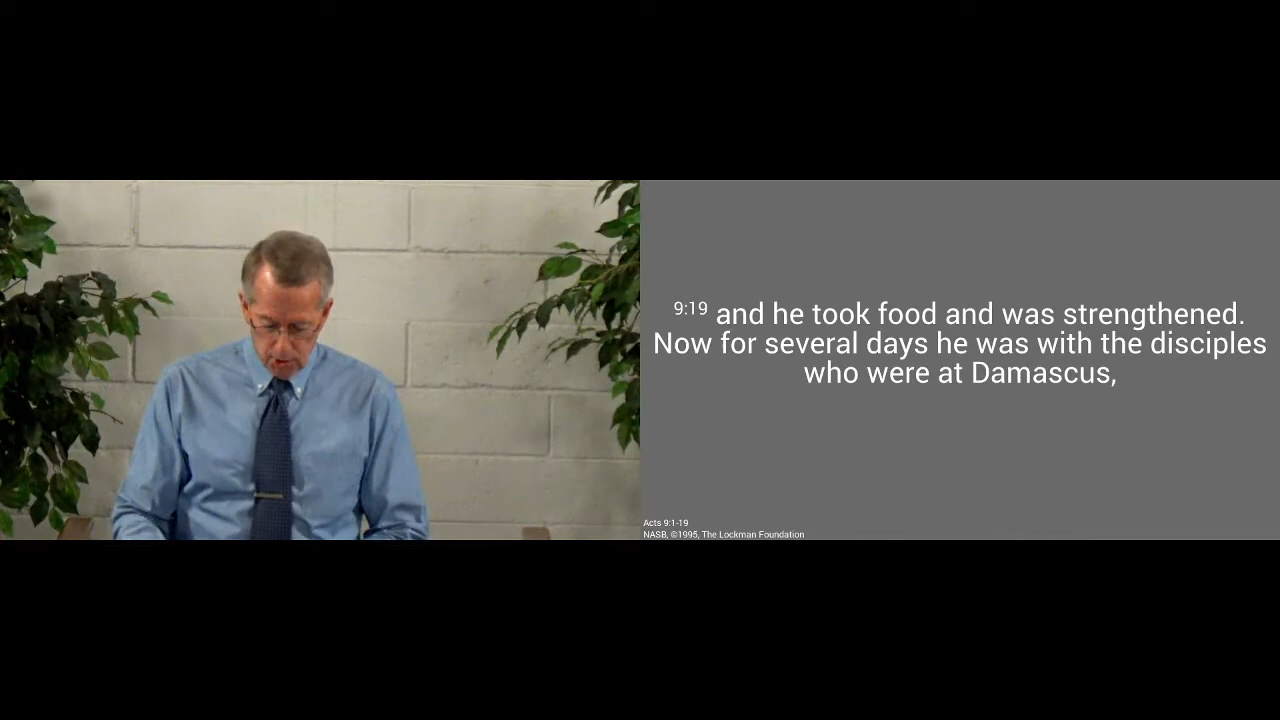 9:19 and he took food and was strengthened.
Now for several days he was with the disciples
who were at Damascus,
Acts 9:1-19
NASB, ©1995, The Lockman Foundation